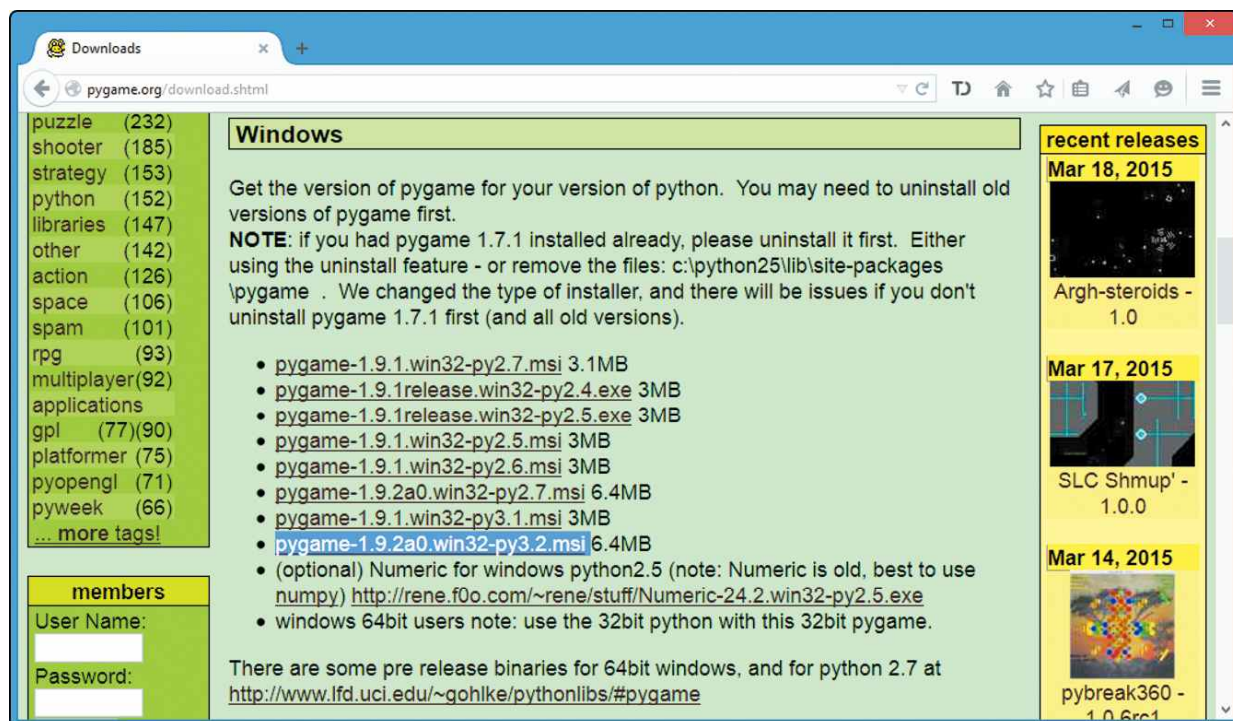 Downloads
pygame.org/download.shtml
puzzle (232)
shooter (185)
strategy (153)
python (152)
libraries (147)
other (142)
action (126)
space (106)
spam (101)
rpg (93)
multiplayer(92)
applications
gpl (77)(90)
platformer (75)
pyopengl (71)
pyweek (66)
... more tags!
members
User Name:
Password:
Windows
Get the version of pygame for your version of python. You may need to uninstall old
versions of pygame first.
NOTE: if you had pygame 1.7.1 installed already, please uninstall it first. Either
using the uninstall feature - or remove the files: c:\python25\lib\site-packages
\pygame . We changed the type of installer, and there will be issues if you don't
uninstall pygame 1.7.1 first (and all old versions).
• pygame-1.9.1.win32-py2.7.msi 3.1MB
• pygame-1.9.1release.win32-py2.4.exe 3MB
• pygame-1.9.1release.win32-py2.5.exe 3MB
• pygame-1.9.1.win32-py2.5.msi 3MB
• pygame-1.9.1.win32-py2.6.msi 3MB
• pygame-1.9.2a0.win32-py2.7.msi 6.4MB
• pygame-1.9.1.win32-py3.1.msi 3MB
• pygame-1.9.2a0.win32-py3.2.msi 6.4MB
• (optional) Numeric for windows python2.5 (note: Numeric is old, best to use
numpy) http://rene.f0o.com/~rene/stuff/Numeric-24.2.win32-py2.5.exe
• windows 64bit users note: use the 32bit python with this 32bit pygame.
There are some pre release binaries for 64bit windows, and for python 2.7 at
http://www.lfd.uci.edu/~gohlke/pythonlibs/#pygame
recent releases
Mar 18, 2015
Argh-steroids -
1.0
Mar 17, 2015
SLC Shmup' -
1.0.0
Mar 14, 2015
pybreak360 -
1.0.6rc1